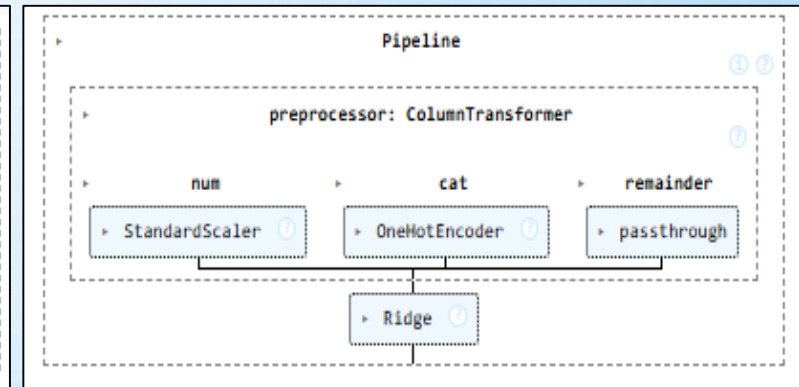 Pipeline
i ?
preprocessor: ColumnTransformer
?
num cat remainder
StandardScaler ? OneHotEncoder ? passthrough
Ridge ?